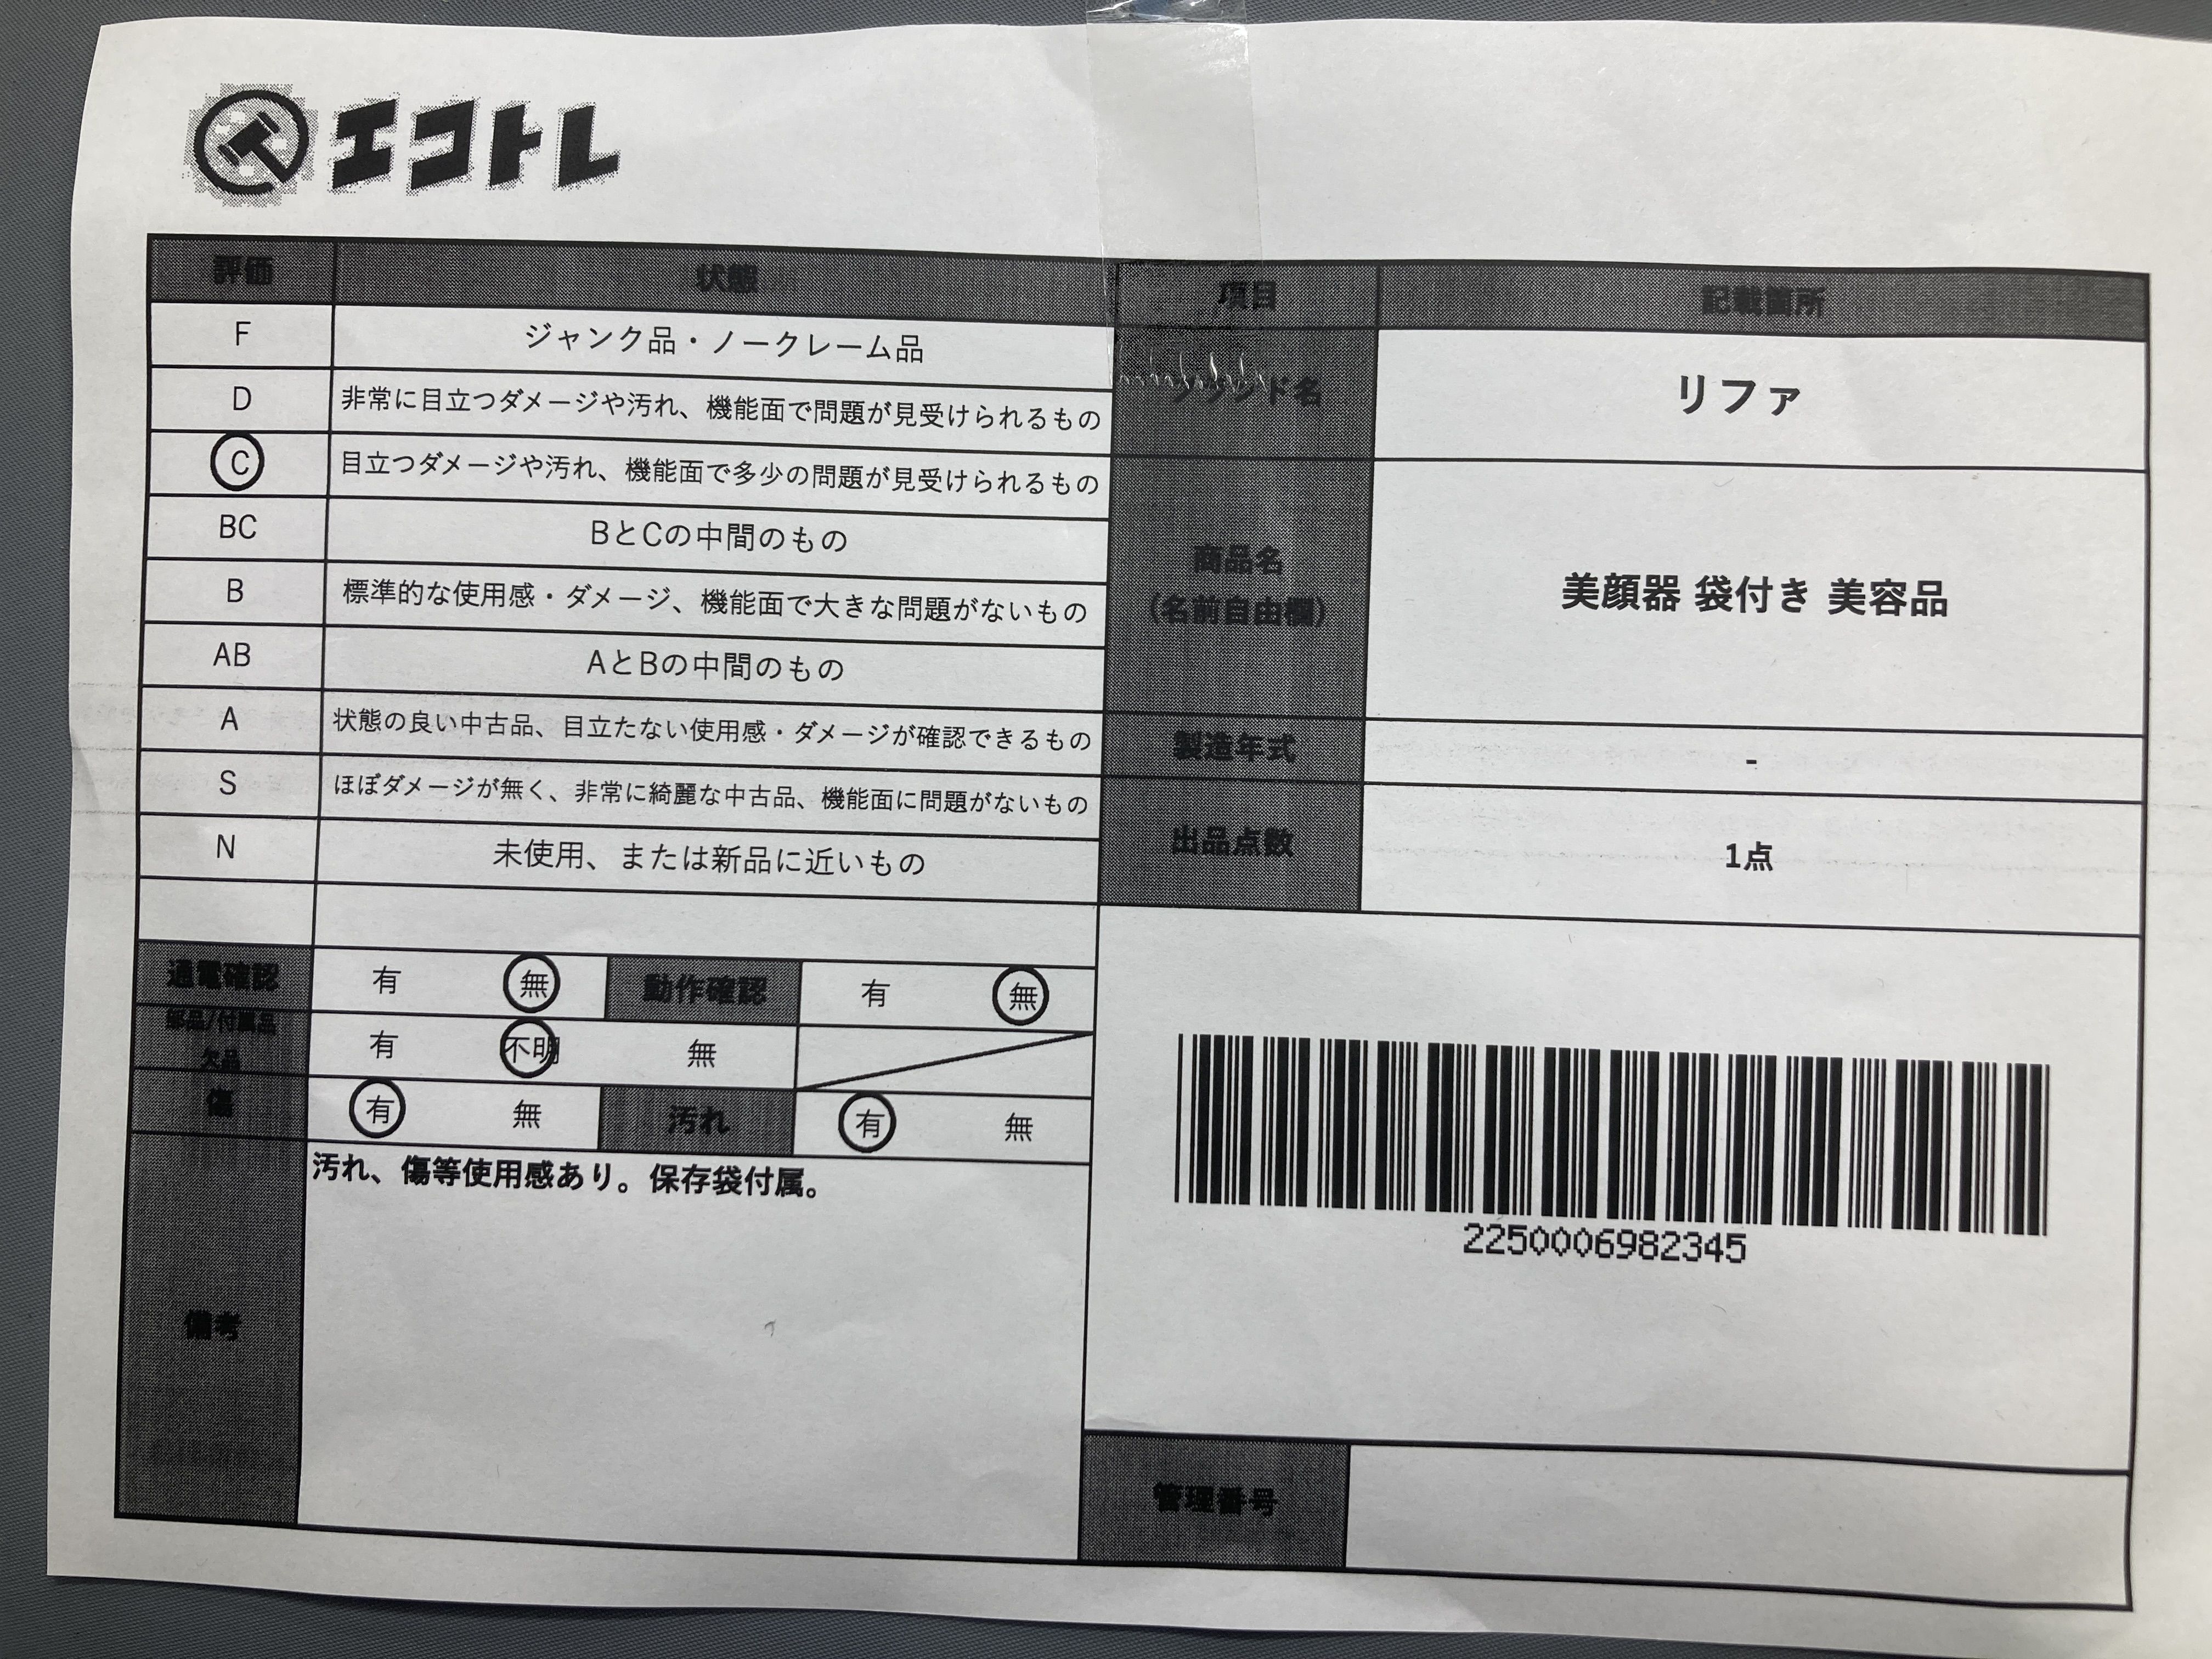 エコトレ
評価 状態 項目 記載箇所
F ジャンク品・ノークレーム品
D 非常に目立つダメージや汚れ、機能面で問題が見受けられるもの
C 目立つダメージや汚れ、機能面で多少の問題が見受けられるもの
BC BとCの中間のもの
B 標準的な使用感・ダメージ、機能面で大きな問題がないもの
AB AとBの中間のもの
A 状態の良い中古品、目立たない使用感・ダメージが確認できるもの
S ほぼダメージが無く、非常に綺麗な中古品、機能面に問題がないもの
N 未使用、または新品に近いもの
ブランド名 リファ
商品名
(名前自由欄)
美顔器 袋付き 美容品
製造年式 -
出品点数 1点
通電確認 有 無 動作確認 有 無
部品/付属品
欠品
有 不明 無
傷 有 無 汚れ 有 無
備考
汚れ、傷等使用感あり。保存袋付属。
2250006982345
管理番号